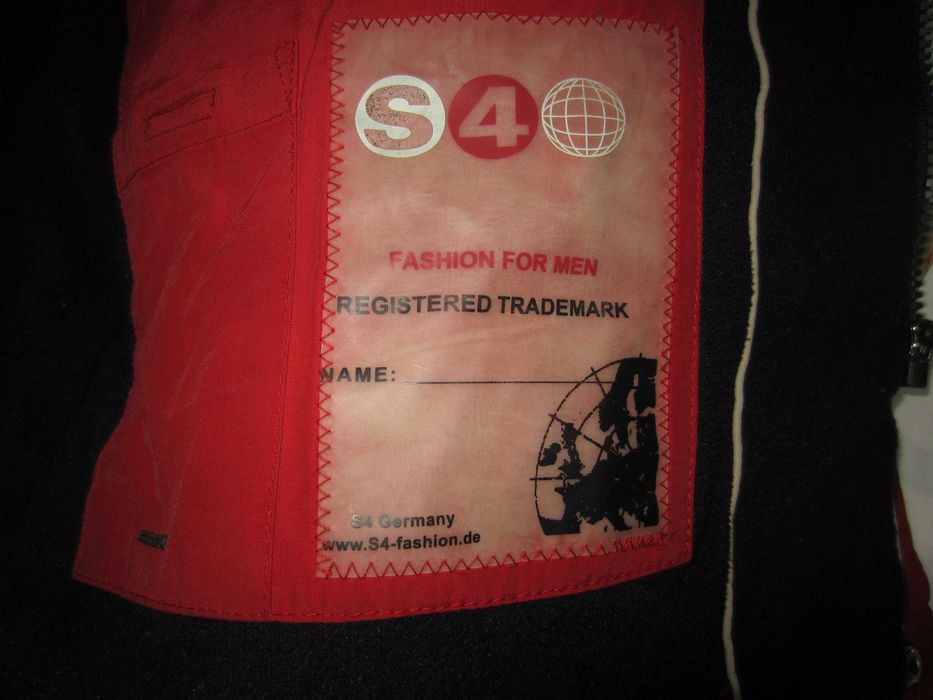 S4
FASHION FOR MEN
REGISTERED TRADEMARK
NAME:
S4 Germany
www.S4-fashion.de